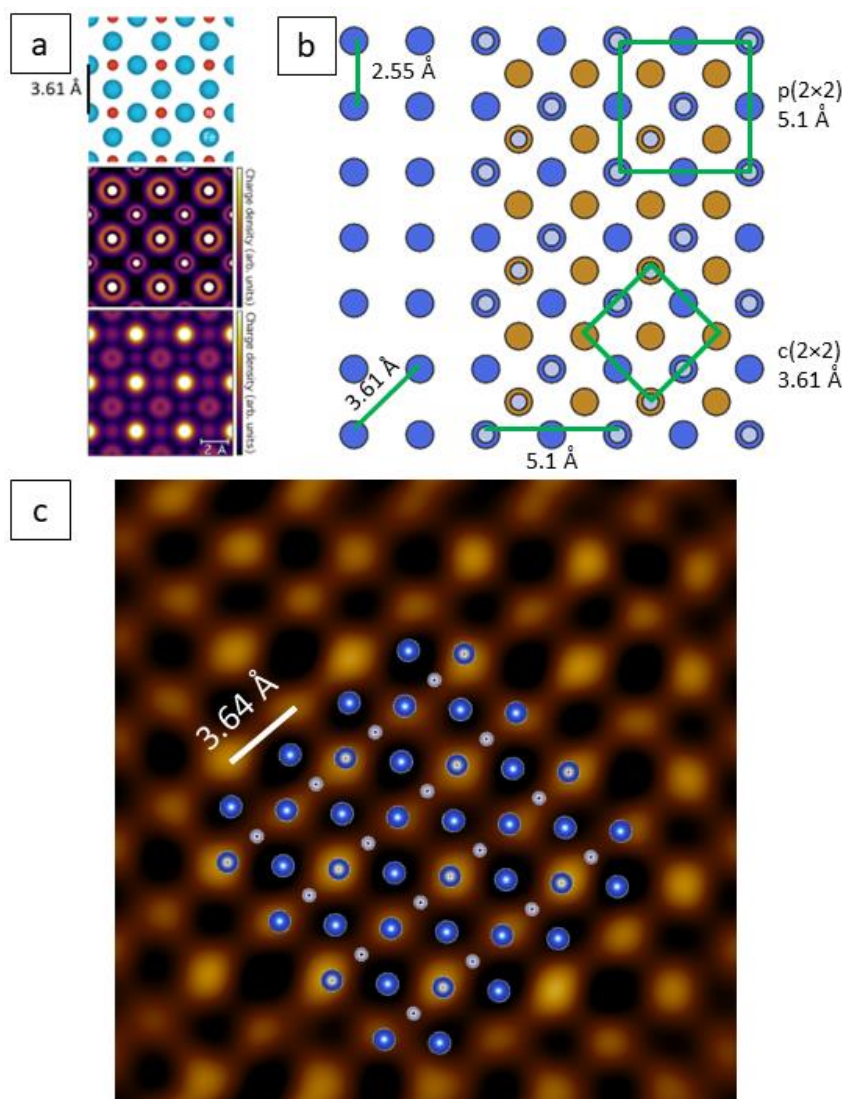 a
3.61 Å
N
Fe
Charge density (arb. units)
Charge density (arb. units)
2 Å
b
2.55 Å
p(2×2)
5.1 Å
3.61 Å
c(2×2)
3.61 Å
5.1 Å
c
3.64 Å